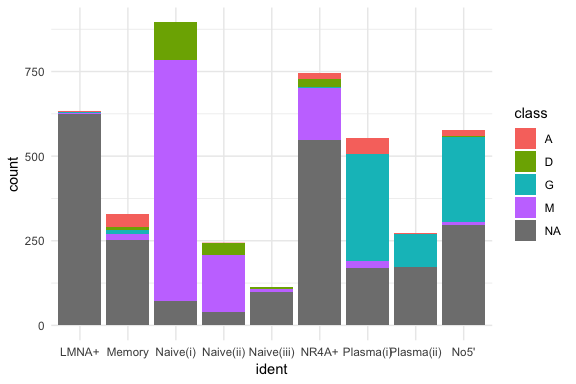 750
500
250
0
count
LMNA+ Memory Naive(i) Naive(ii) Naive(iii) NR4A+ Plasma(i) Plasma(ii) No5'
ident
class
A
D
G
M
NA